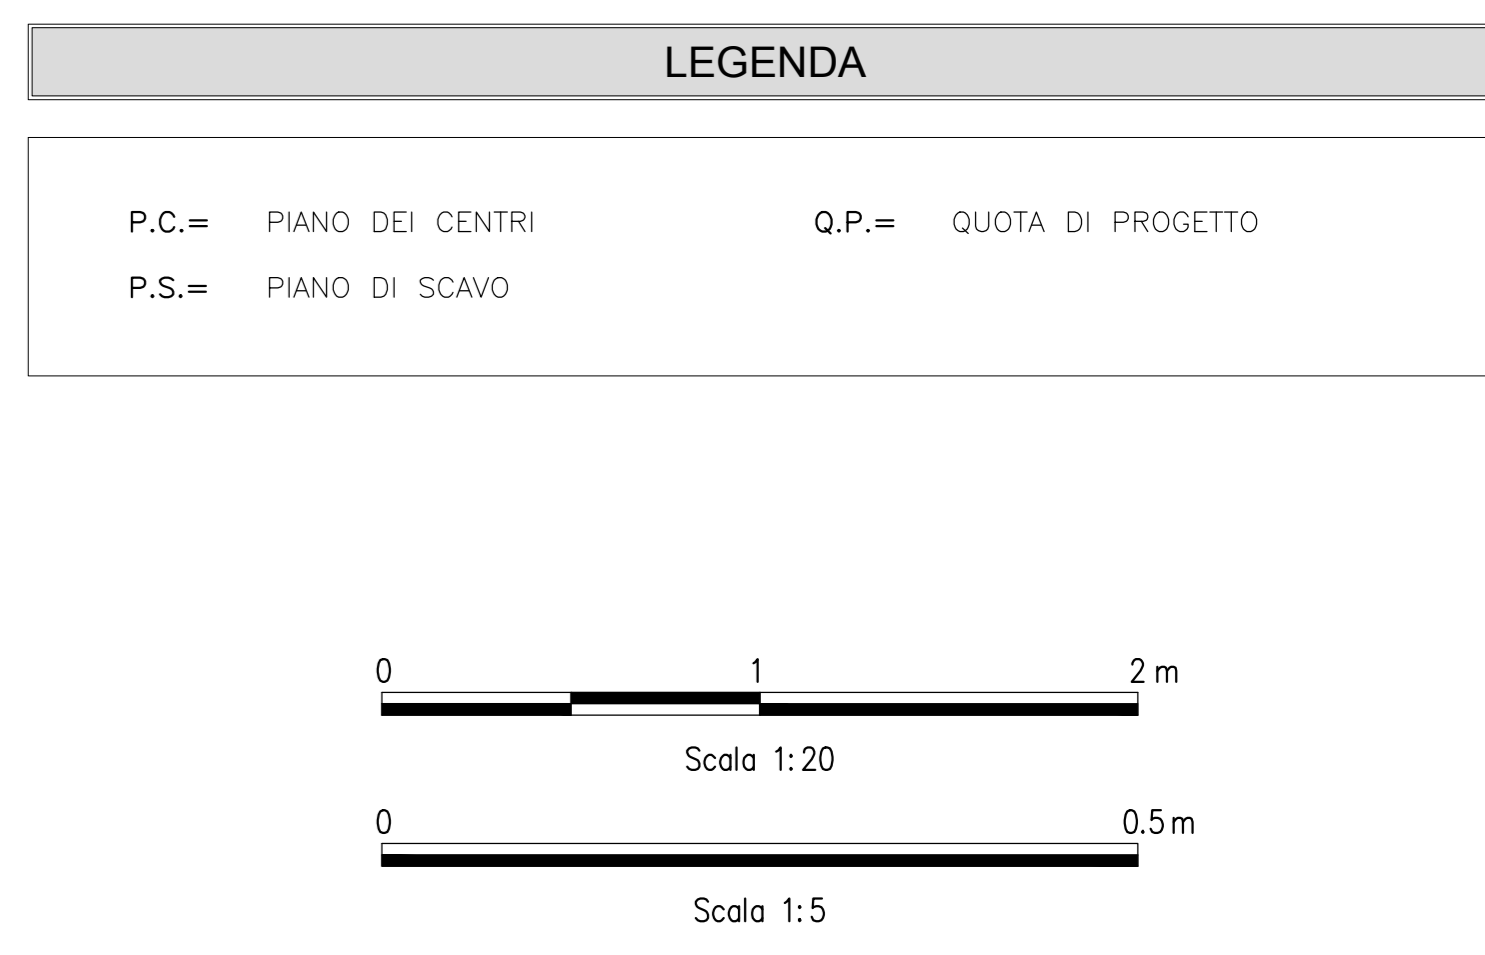 LEGENDA
P.C.= PIANO DEI CENTRI
Q.P.= QUOTA DI PROGETTO
P.S.= PIANO DI SCAVO
0 1 2 m
Scala 1:20
0 0.5 m
Scala 1:5